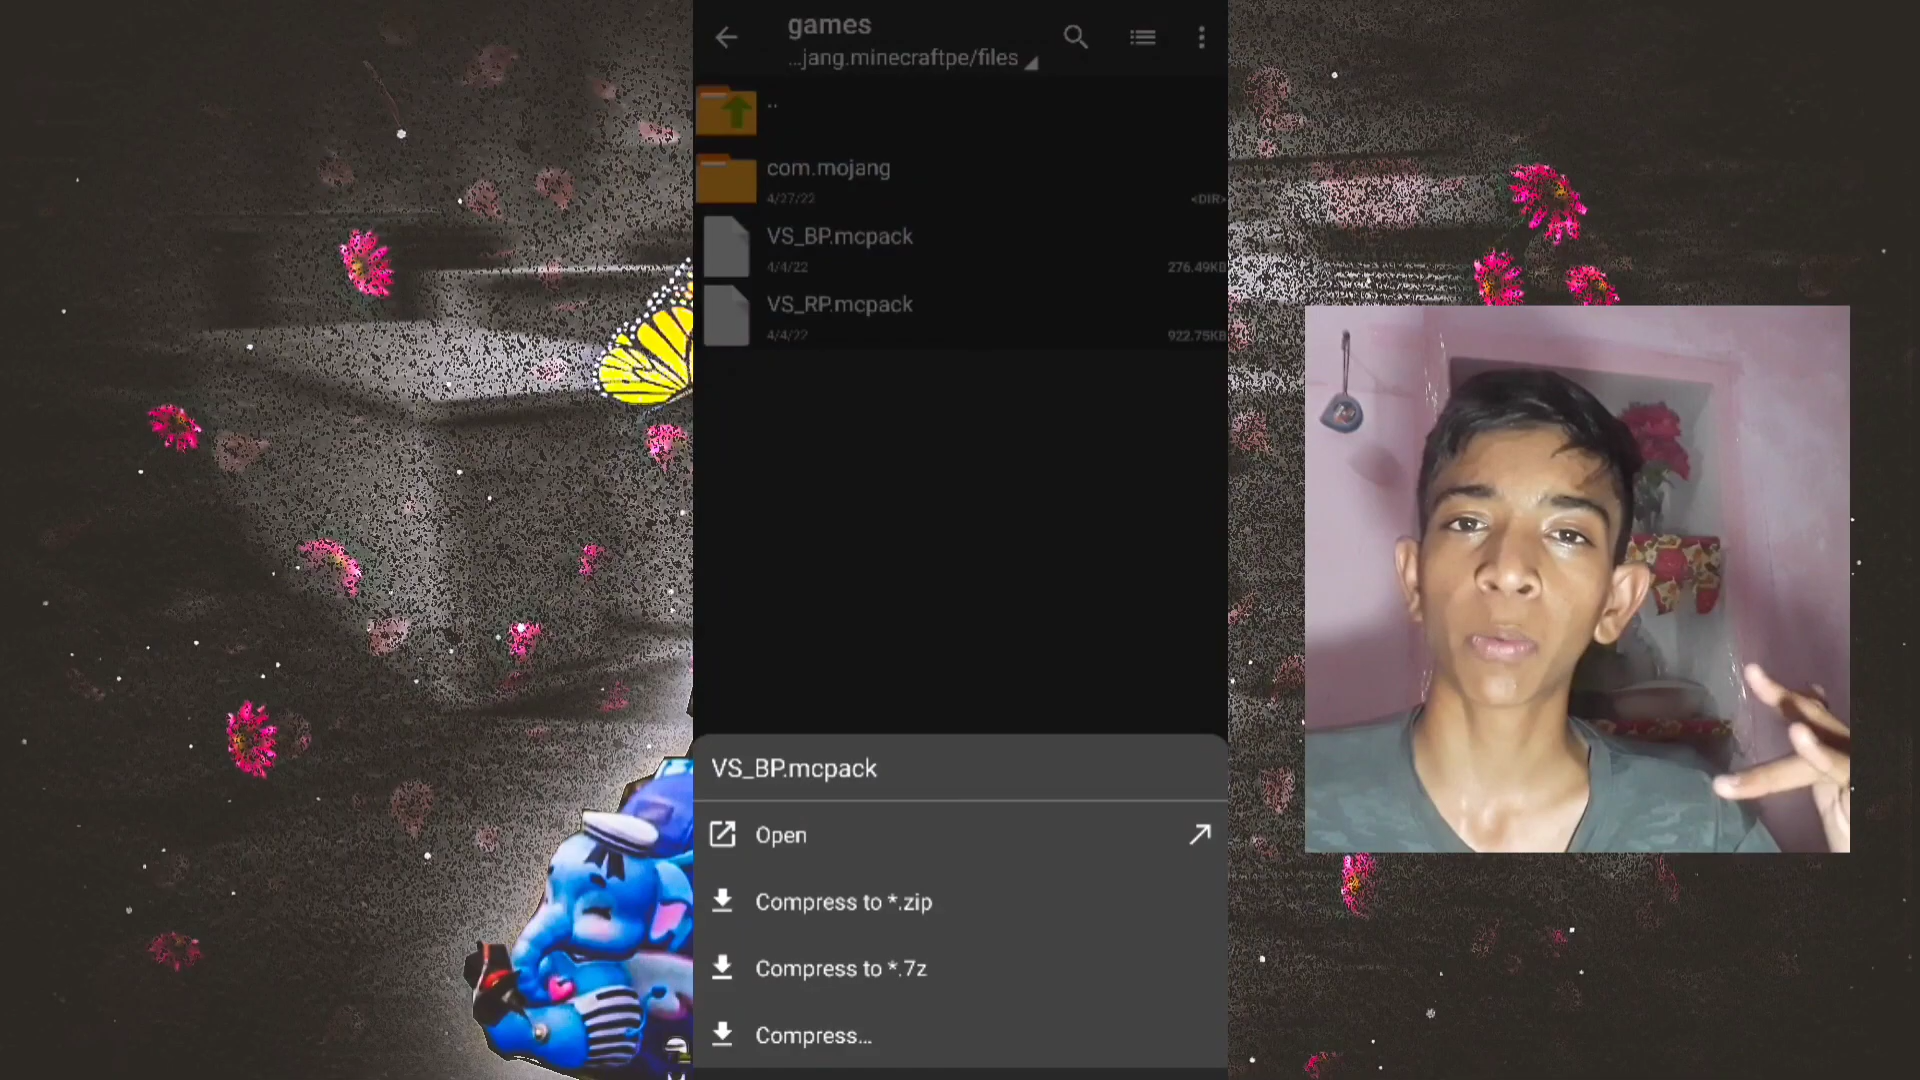 games
...jang.minecraftpe/files
..
com.mojang
4/27/22
<DIR>
VS_BP.mcpack
4/4/22
276.49KB
VS_RP.mcpack
4/4/22
922.75KB
VS_BP.mcpack
Open
Compress to *.zip
Compress to *.7z
Compress...